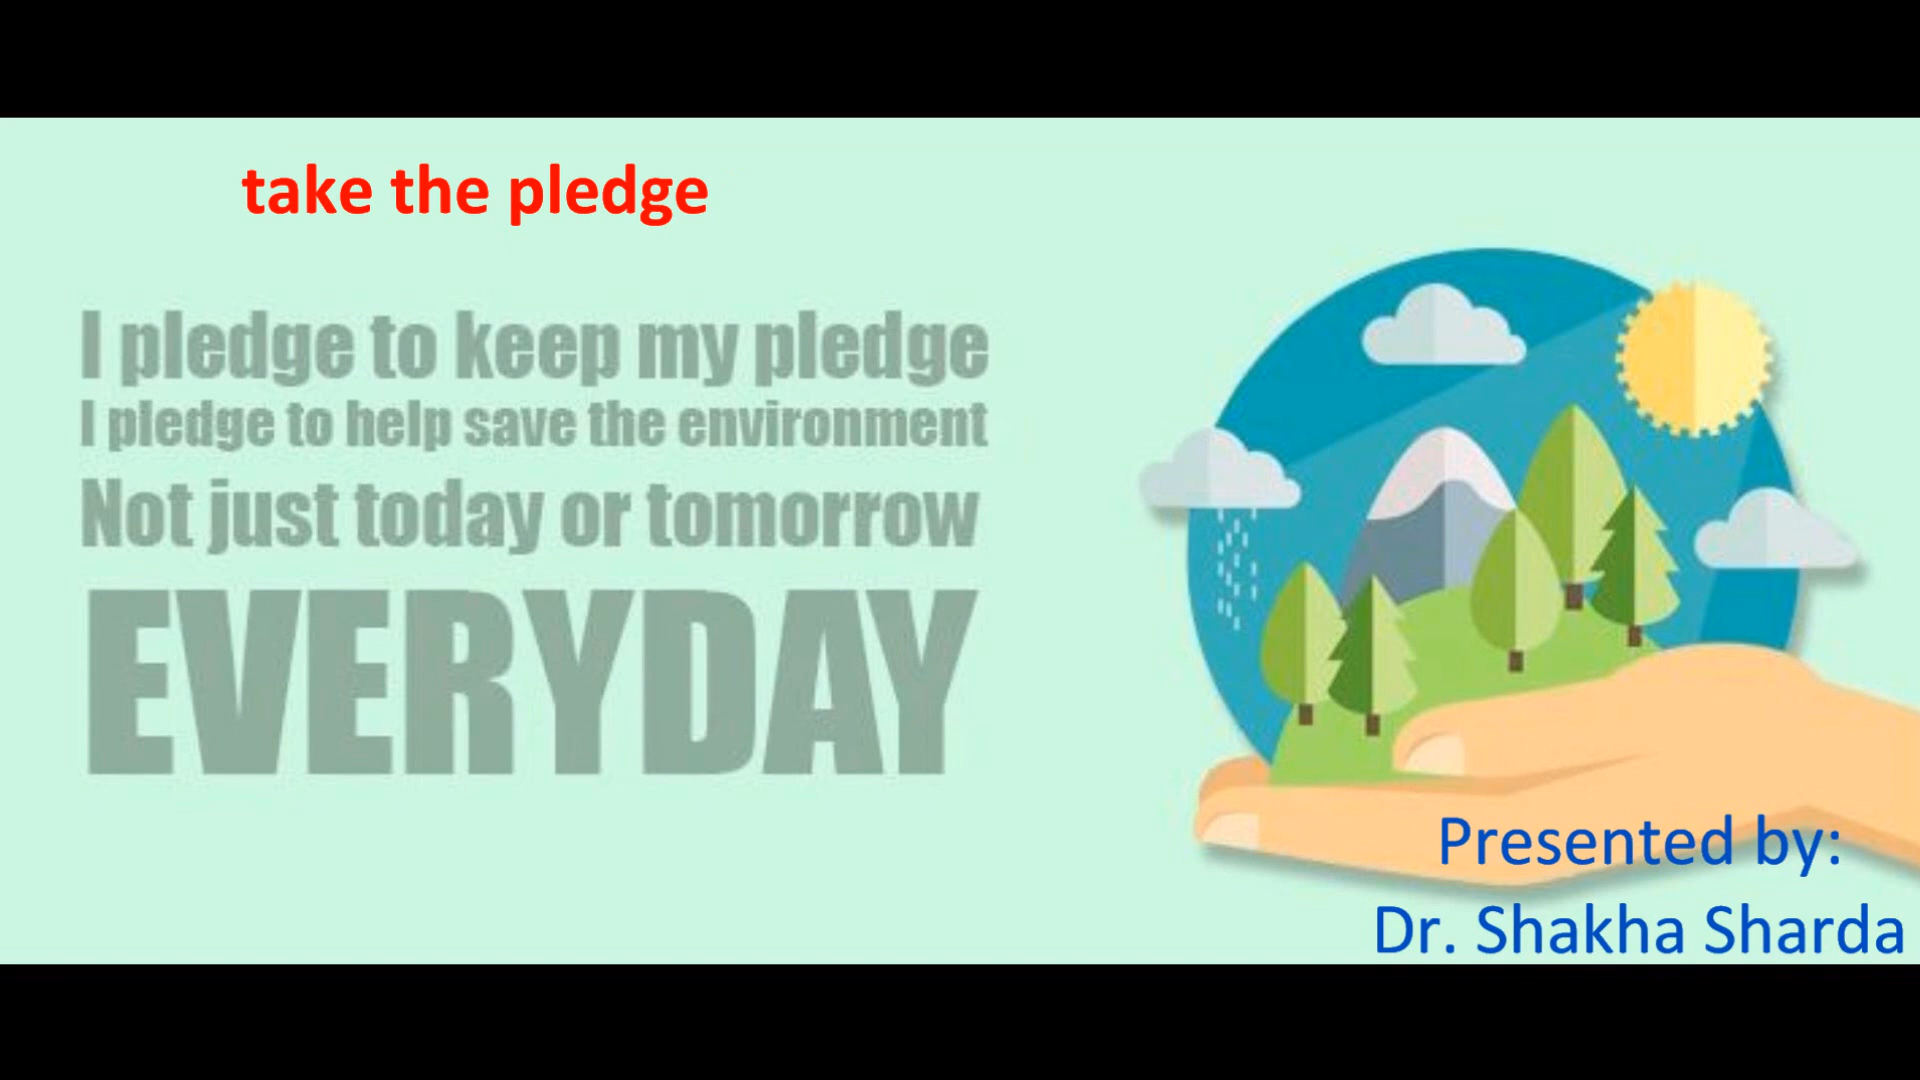 take the pledge
I pledge to keep my pledge
I pledge to help save the environment
Not just today or tomorrow
EVERYDAY
Presented by:
Dr. Shakha Sharda